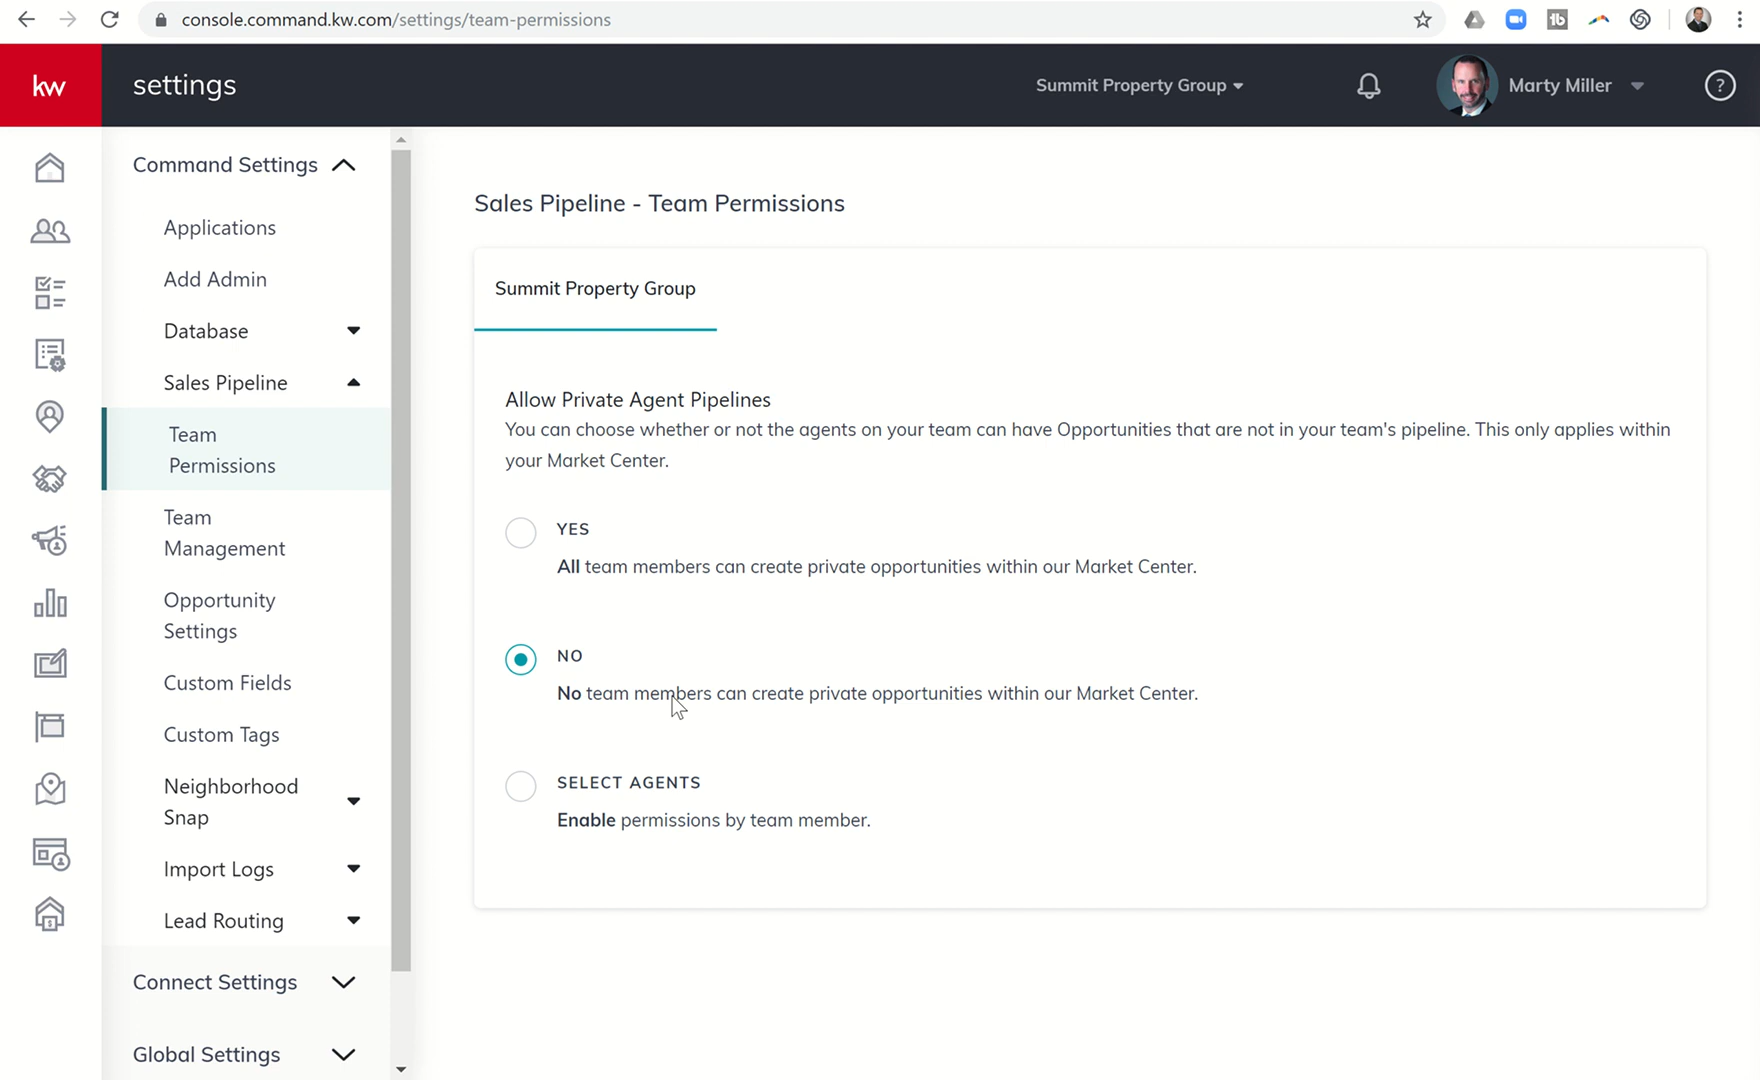 console.command.kw.com/settings/team-permissions
kw
settings
Summit Property Group
Marty Miller
?
Command Settings
Applications
Add Admin
Database
Sales Pipeline
Team
Permissions
Team
Management
Opportunity
Settings
Custom Fields
Custom Tags
Neighborhood
Snap
Import Logs
Lead Routing
Connect Settings
Global Settings
Sales Pipeline - Team Permissions
Summit Property Group
Allow Private Agent Pipelines
You can choose whether or not the agents on your team can have Opportunities that are not in your team's pipeline. This only applies within
your Market Center.
YES
All team members can create private opportunities within our Market Center.
NO
No team members can create private opportunities within our Market Center.
SELECT AGENTS
Enable permissions by team member.